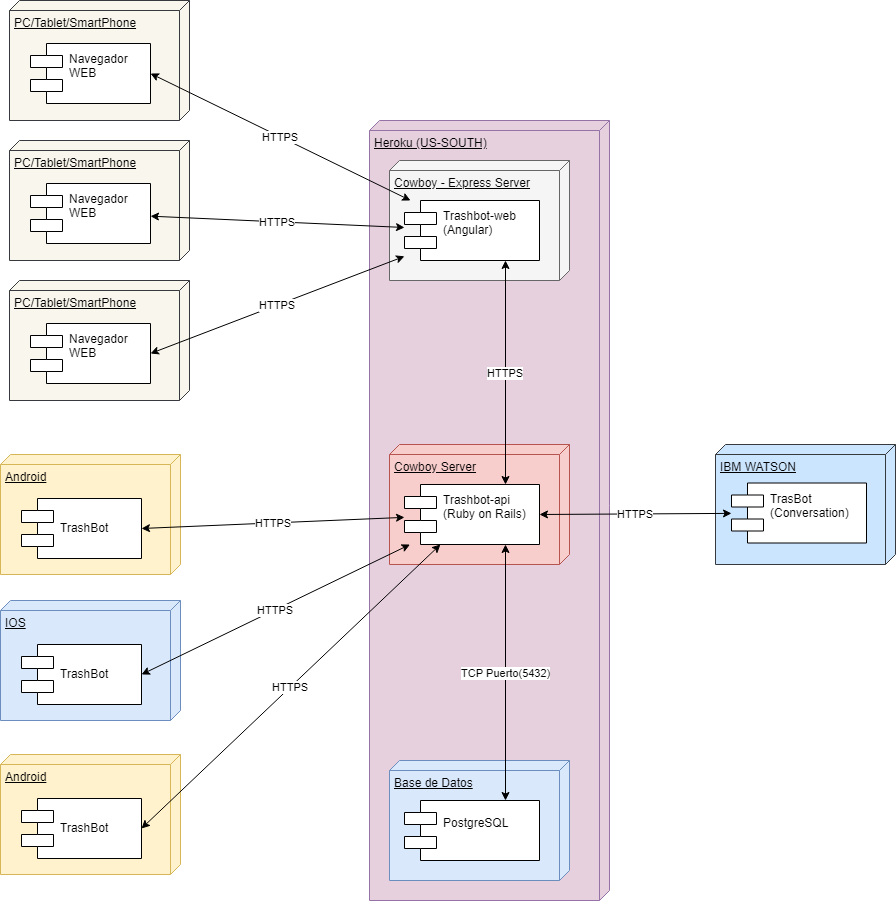 PC/Tablet/SmartPhone
Navegador
WEB
HTTPS
PC/Tablet/SmartPhone
Navegador
WEB
HTTPS
PC/Tablet/SmartPhone
Navegador
WEB
HTTPS
Heroku (US-SOUTH)
Cowboy - Express Server
Trashbot-web
(Angular)
HTTPS
Android
TrashBot
HTTPS
Cowboy Server
Trashbot-api
(Ruby on Rails)
HTTPS
IBM WATSON
TrasBot
(Conversation)
IOS
TrashBot
HTTPS
Android
TrashBot
HTTPS
TCP Puerto(5432)
Base de Datos
PostgreSQL